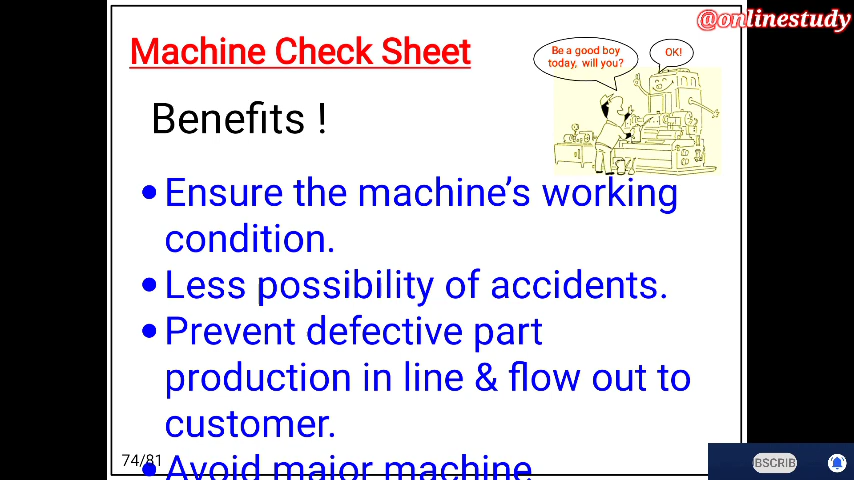 @onlinestudy
Machine Check Sheet
Be a good boy
today, will you?
OK!
Benefits !
•Ensure the machine's working
condition.
•Less possibility of accidents.
•Prevent defective part
production in line & flow out to
customer.
74/81
•Avoid major machine
BSCRIB